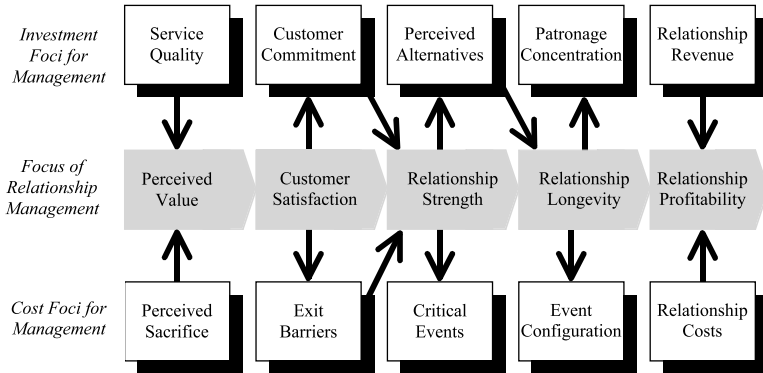 Investment
Foci for
Management
Service
Quality
Customer
Commitment
Perceived
Alternatives
Patronage
Concentration
Relationship
Revenue
Focus of
Relationship
Management
Perceived
Value
Customer
Satisfaction
Relationship
Strength
Relationship
Longevity
Relationship
Profitability
Cost Foci for
Management
Perceived
Sacrifice
Exit
Barriers
Critical
Events
Event
Configuration
Relationship
Costs